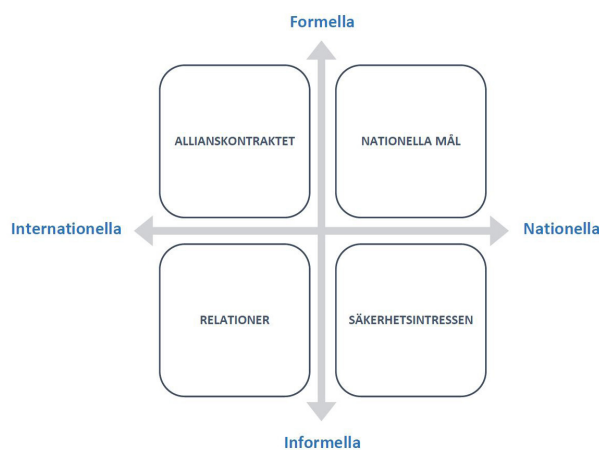 Formella
ALLIANSKONTRAKTET
NATIONELLA MÅL
Internationella
Nationella
RELATIONER
SÄKERHETSINTRESSEN
Informella